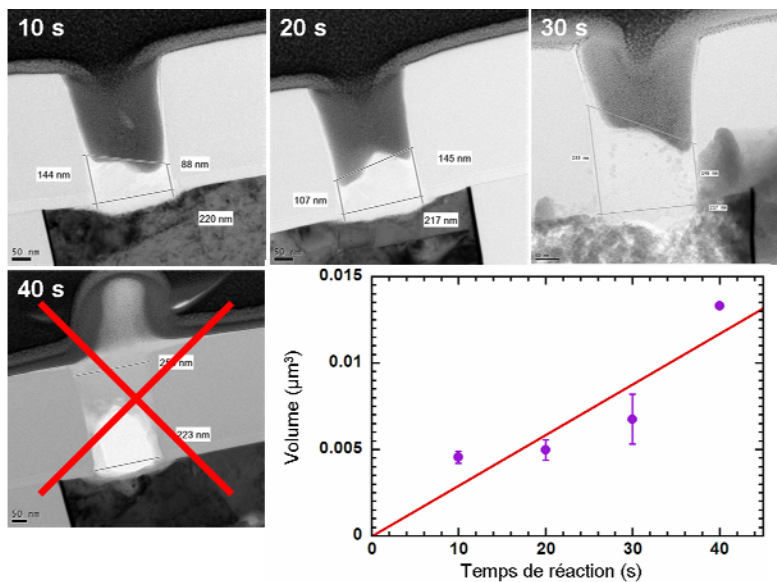 10 s
144 nm
88 nm
220 nm
50 nm
20 s
145 nm
107 nm
217 nm
50 nm
30 s
40 s
223 nm
50 nm
0.015
0.01
0.005
0
Volume (µm³)
0 10 20 30 40
Temps de réaction (s)